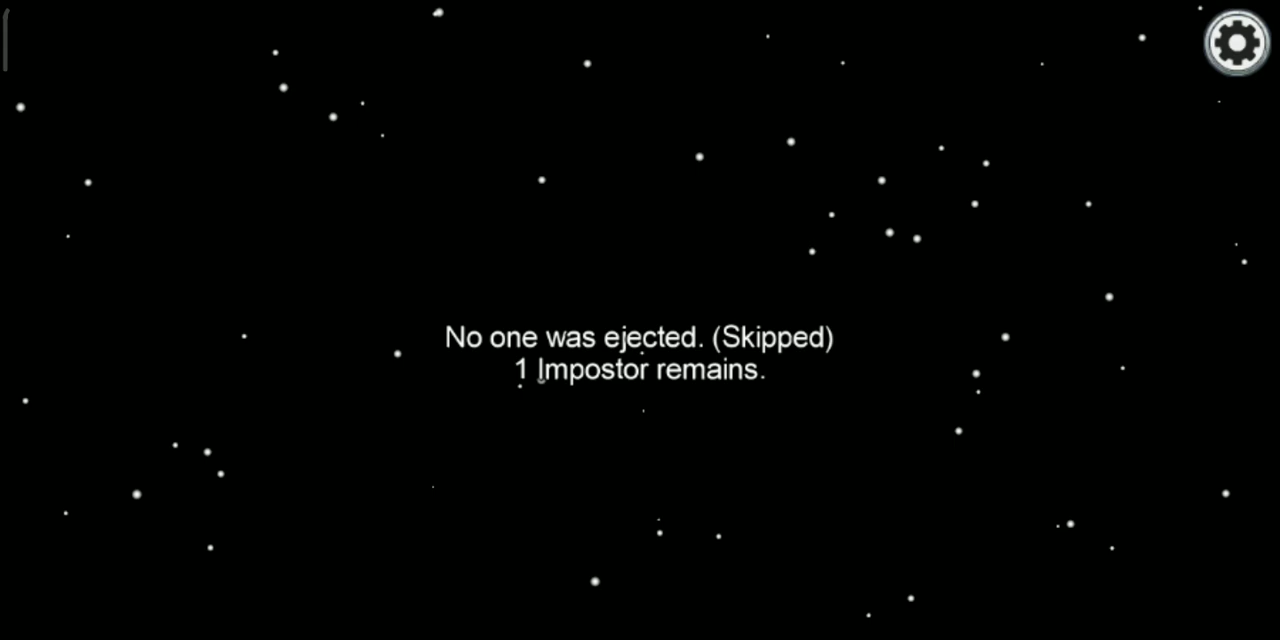 No one was ejected. (Skipped)
1 Impostor remains.